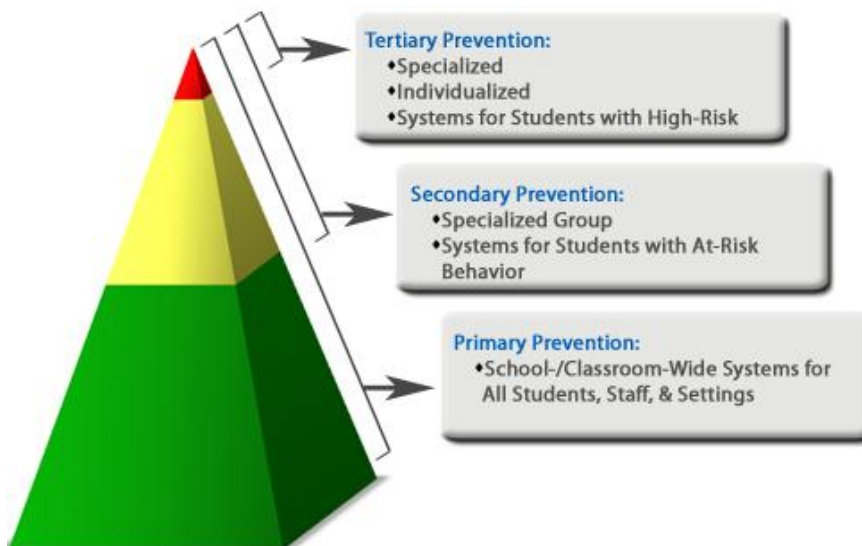 Tertiary Prevention:
♦Specialized
♦Individualized
♦Systems for Students with High-Risk
Secondary Prevention:
♦Specialized Group
♦Systems for Students with At-Risk
Behavior
Primary Prevention:
♦School-/Classroom-Wide Systems for
All Students, Staff, & Settings